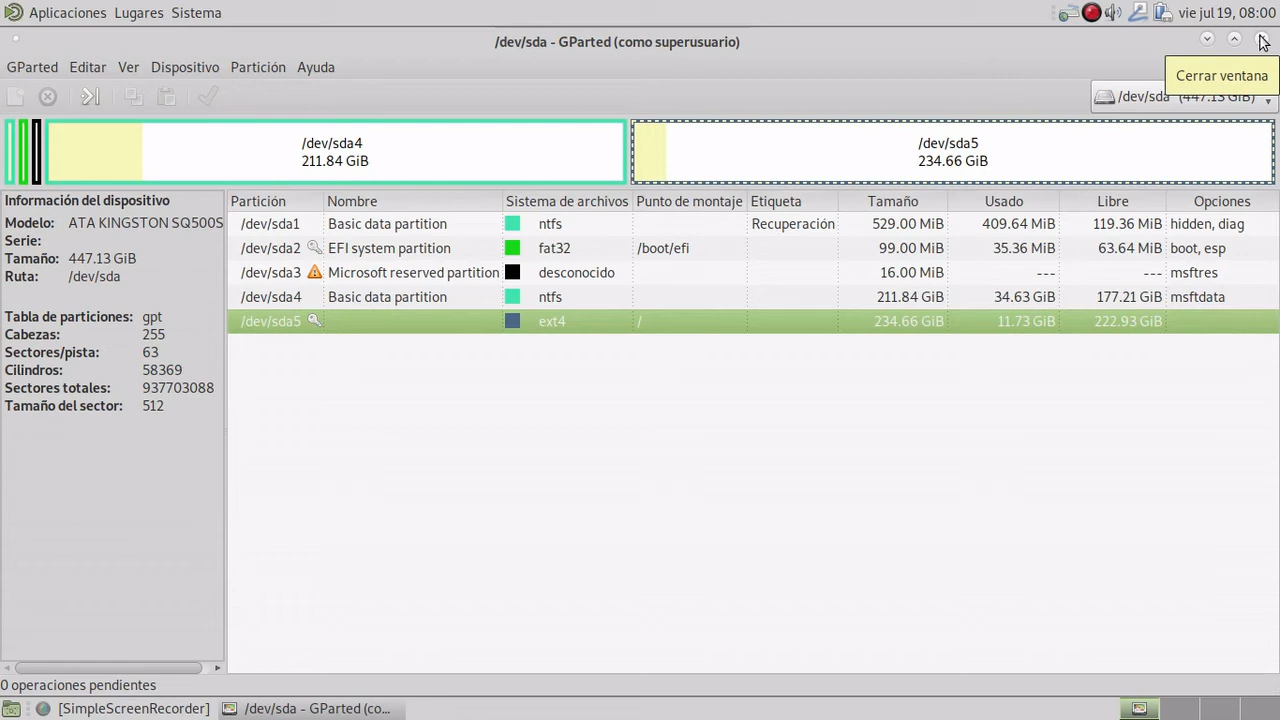 Aplicaciones Lugares Sistema
vie jul 19, 08:00
/dev/sda - GParted (como superusuario)
GParted Editar Ver Dispositivo Partición Ayuda
Cerrar ventana
/dev/sda (447.13 GiB)
/dev/sda4
211.84 GiB
/dev/sda5
234.66 GiB
Información del dispositivo
Modelo: ATA KINGSTON SQ500S
Serie:
Tamaño: 447.13 GiB
Ruta: /dev/sda
Tabla de particiones: gpt
Cabezas: 255
Sectores/pista: 63
Cilindros: 58369
Sectores totales: 937703088
Tamaño del sector: 512
Partición Nombre Sistema de archivos Punto de montaje Etiqueta Tamaño Usado Libre Opciones
/dev/sda1 Basic data partition ntfs Recuperación 529.00 MiB 409.64 MiB 119.36 MiB hidden, diag
/dev/sda2 EFI system partition fat32 /boot/efi 99.00 MiB 35.36 MiB 63.64 MiB boot, esp
/dev/sda3 Microsoft reserved partition desconocido 16.00 MiB --- --- msftres
/dev/sda4 Basic data partition ntfs 211.84 GiB 34.63 GiB 177.21 GiB msftdata
/dev/sda5 ext4 / 234.66 GiB 11.73 GiB 222.93 GiB
0 operaciones pendientes
[SimpleScreenRecorder]
/dev/sda - GParted (co...